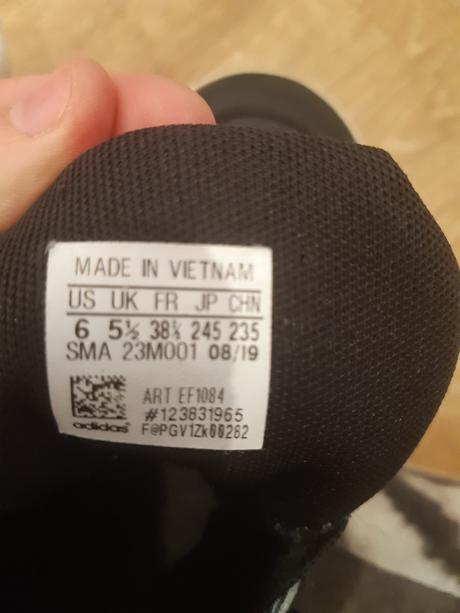 MADE IN VIETNAM
US UK FR JP CHN
6 5½ 38⅔ 245 235
SMA 23M001 08/19
ART EF1084
#123831965
adidas F@PGV1Zk00282